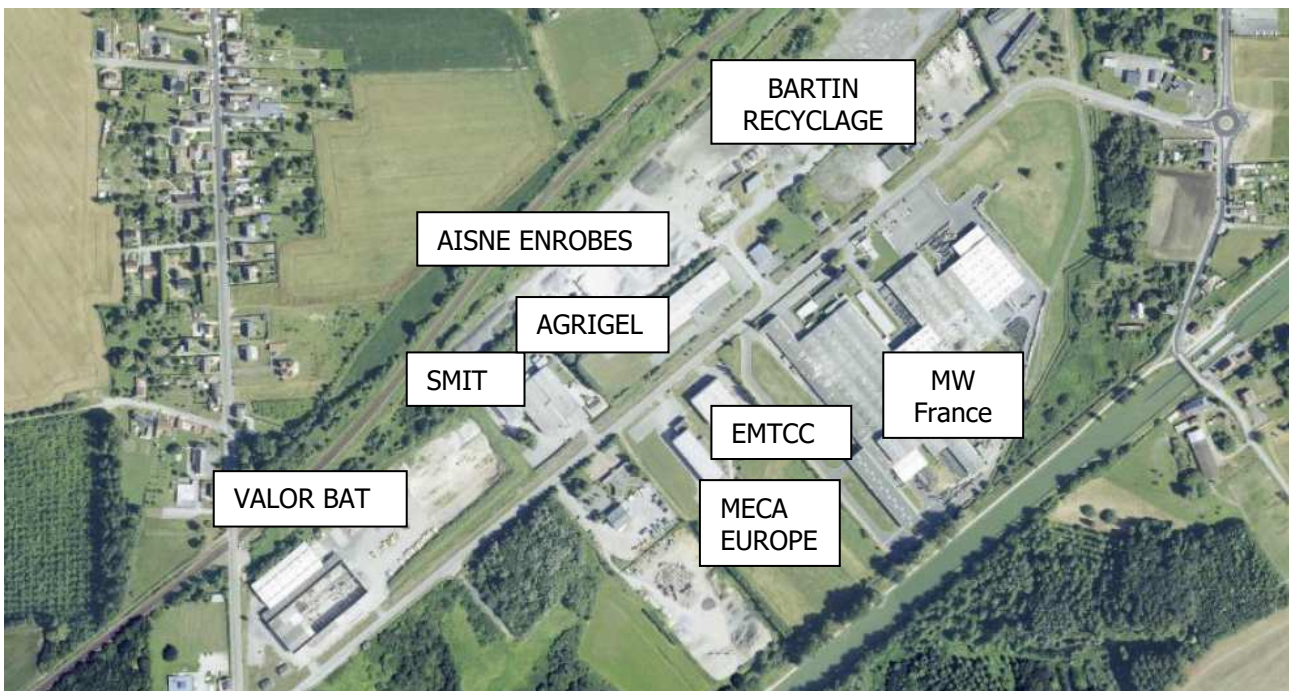 BARTIN
RECYCLAGE
AISNE ENROBES
AGRIGEL
SMIT
MW
France
EMTCC
VALOR BAT
MECA
EUROPE